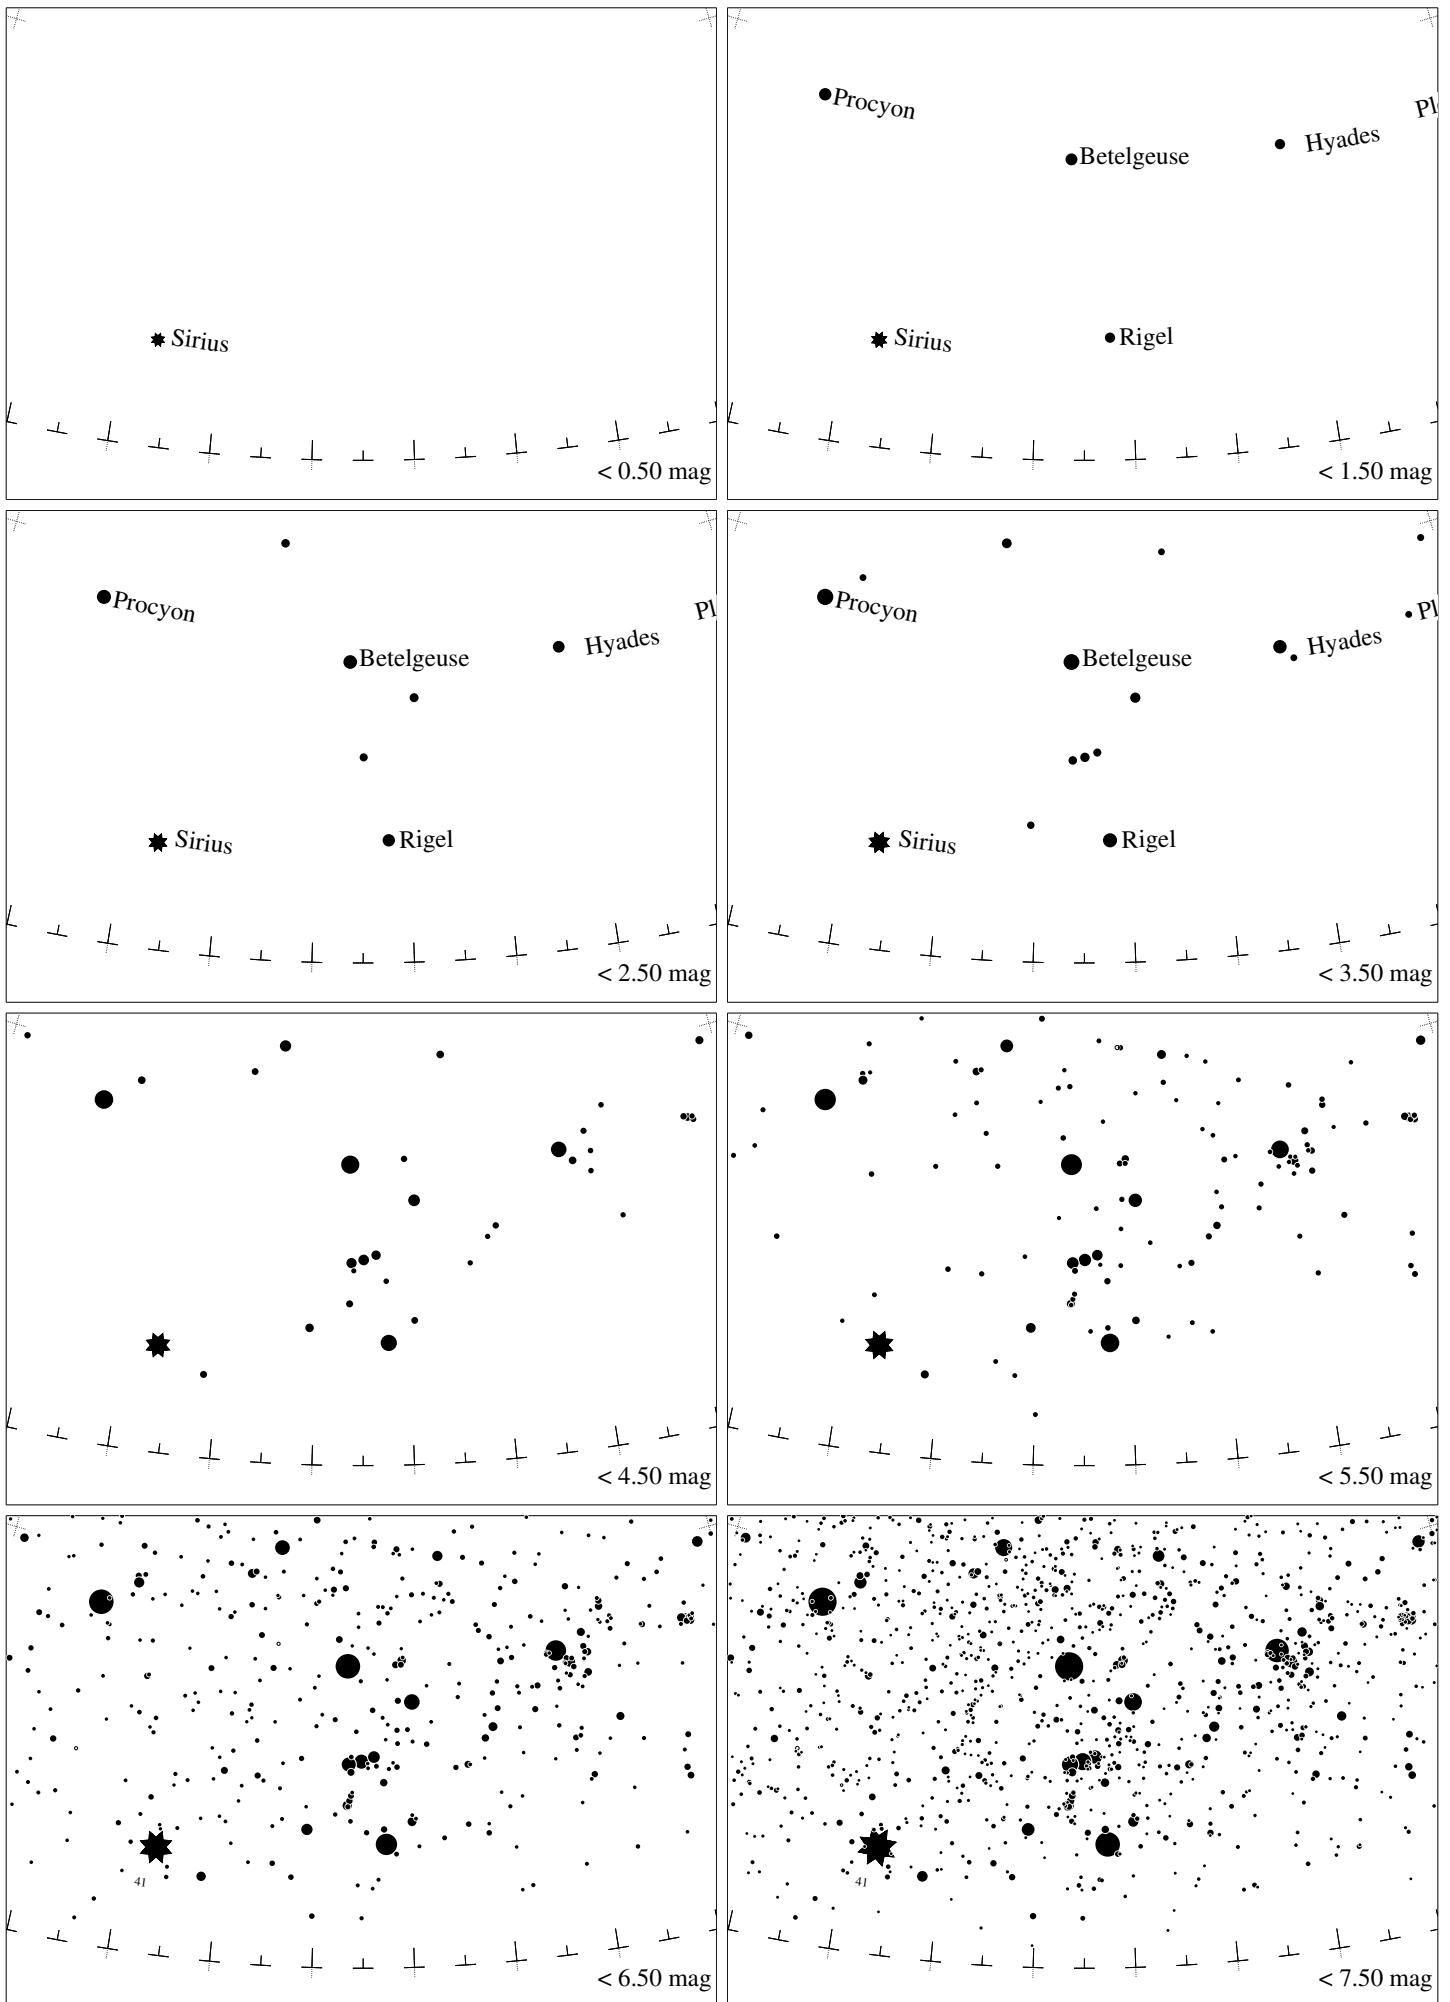 Sirius
< 0.50 mag
Procyon
Pl
Hyades
Betelgeuse
Sirius
Rigel
< 1.50 mag
Procyon
Pl
Hyades
Betelgeuse
Sirius
Rigel
< 2.50 mag
Procyon
Pl
Hyades
Betelgeuse
Sirius
Rigel
< 3.50 mag
< 4.50 mag
< 5.50 mag
41
< 6.50 mag
41
< 7.50 mag